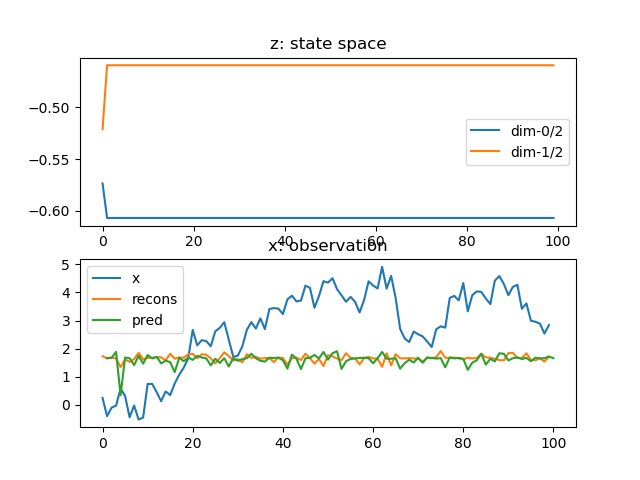 z: state space
−0.50
−0.55
−0.60
dim-0/2
dim-1/2
0 20 40 60 80 100
x: observation
5
4
3
2
1
0
x
recons
pred
0 20 40 60 80 100